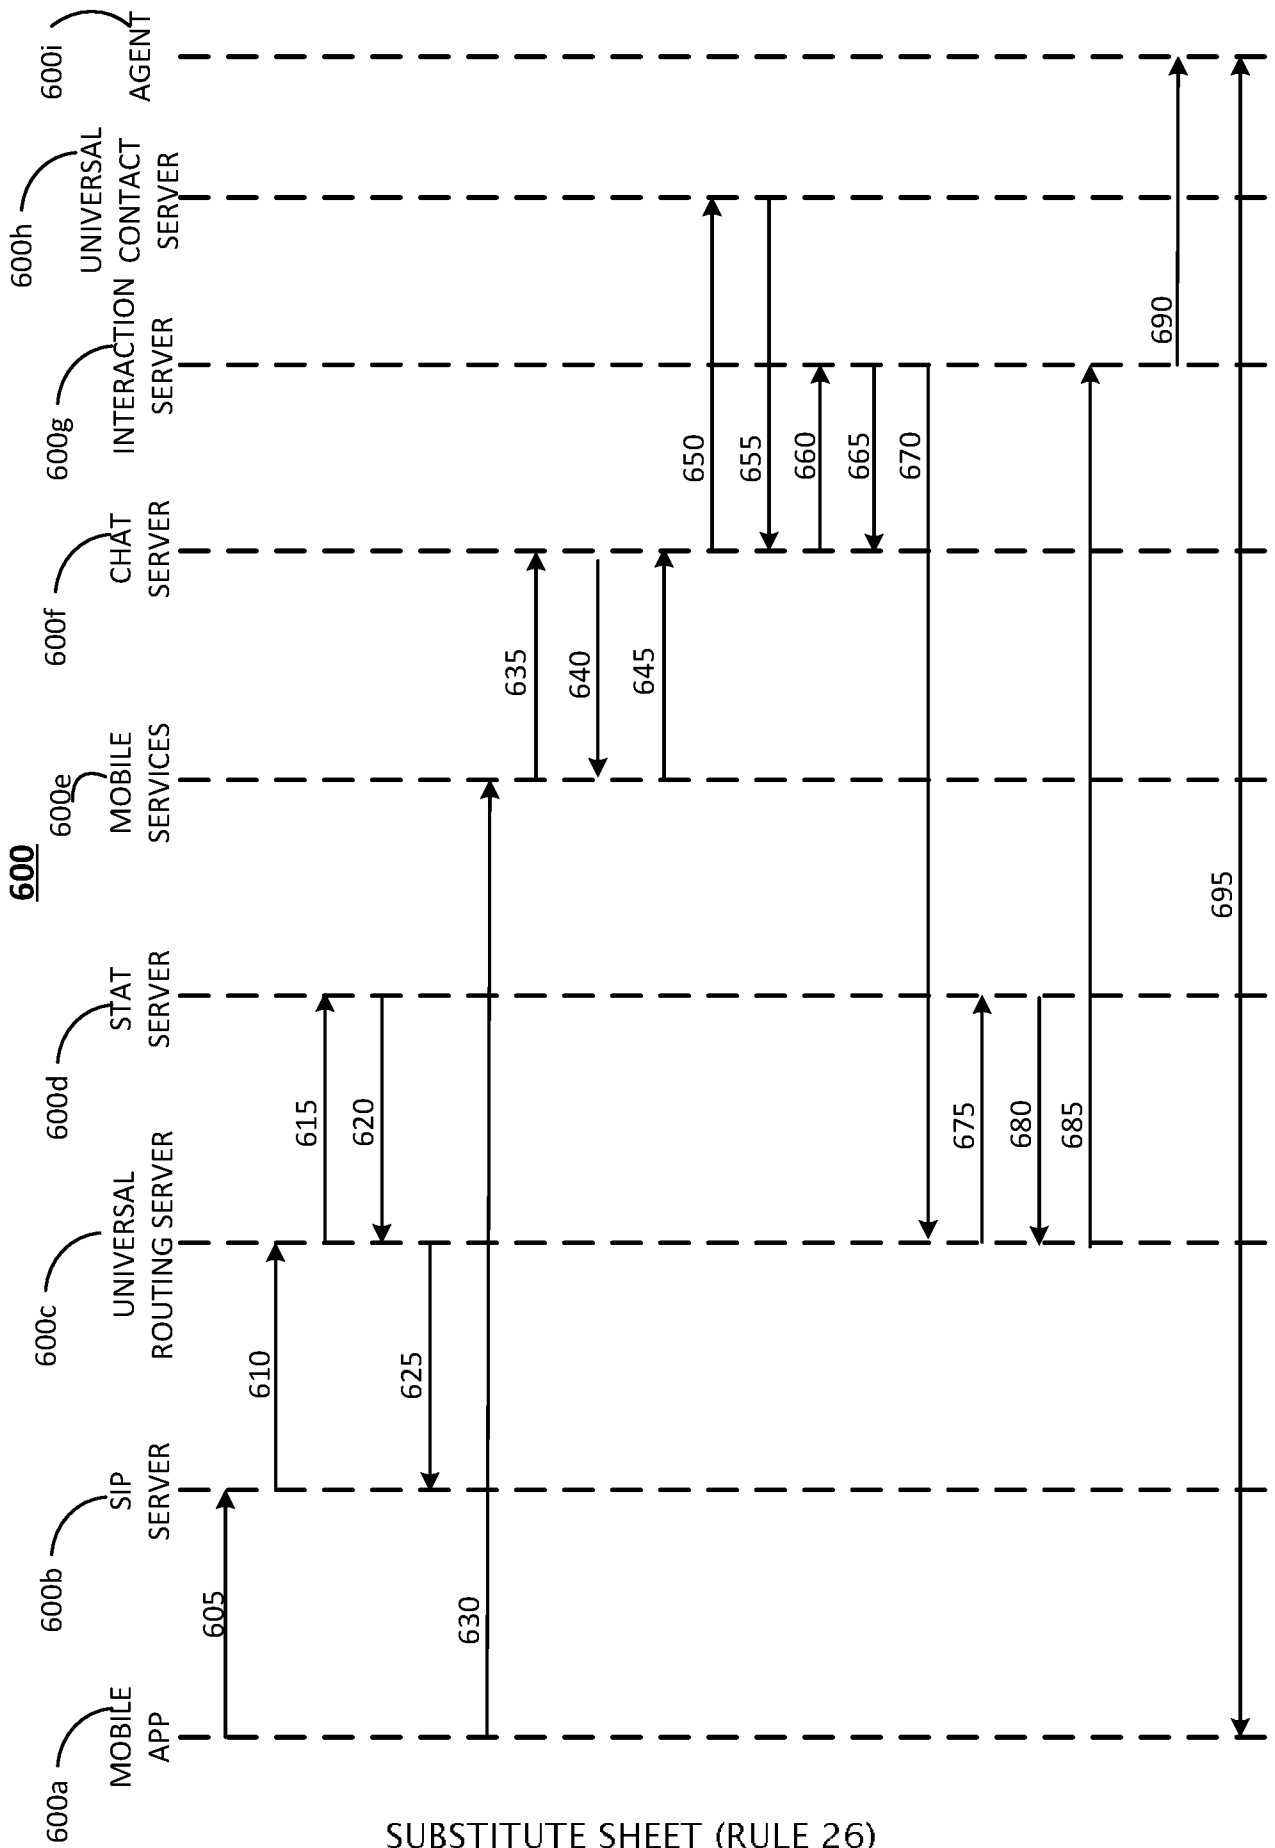 600
600a
MOBILE
APP
600b
SIP
SERVER
600c
UNIVERSAL
ROUTING SERVER
600d
STAT
SERVER
600e
MOBILE
SERVICES
600f
CHAT
SERVER
600g
INTERACTION
SERVER
600h
UNIVERSAL
CONTACT
SERVER
600i
AGENT
605
610
615
620
625
630
635
640
645
650
655
660
665
670
675
680
685
690
695
SUBSTITUTE SHEET (RULE 26)